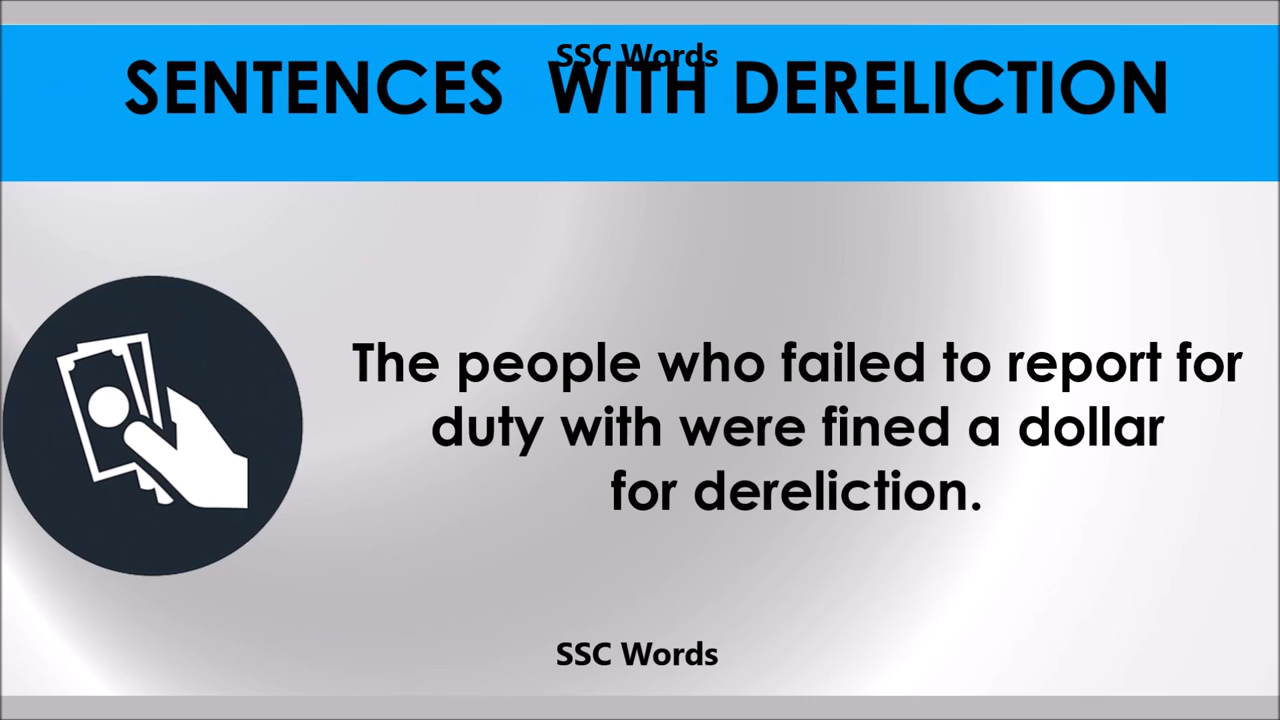 SSC Words
SENTENCES WITH DERELICTION
The people who failed to report for
duty with were fined a dollar
for dereliction.
SSC Words